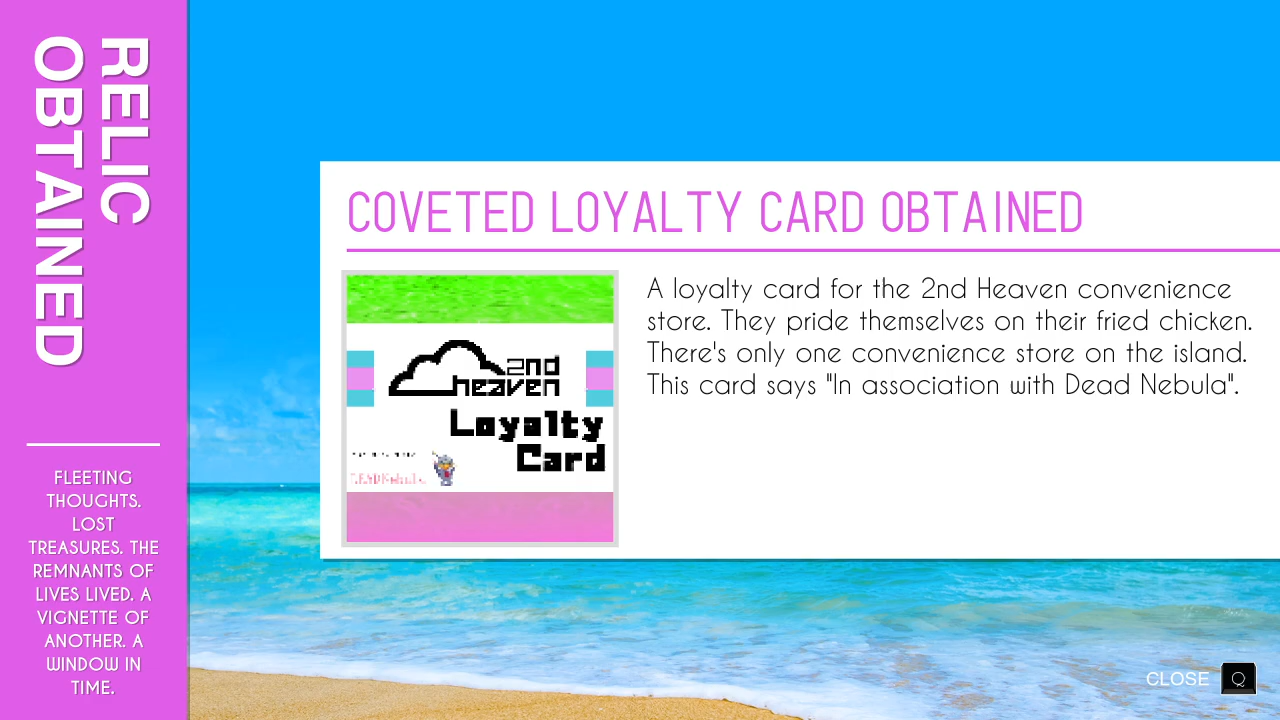 RELIC
OBTAINED
FLEETING
THOUGHTS.
LOST
TREASURES. THE
REMNANTS OF
LIVES LIVED. A
VIGNETTE OF
ANOTHER. A
WINDOW IN
TIME.
COVETED LOYALTY CARD OBTAINED
2nd
heaven
Loyalty
Card
A loyalty card for the 2nd Heaven convenience
store. They pride themselves on their fried chicken.
There's only one convenience store on the island.
This card says "In association with Dead Nebula".
CLOSE Q